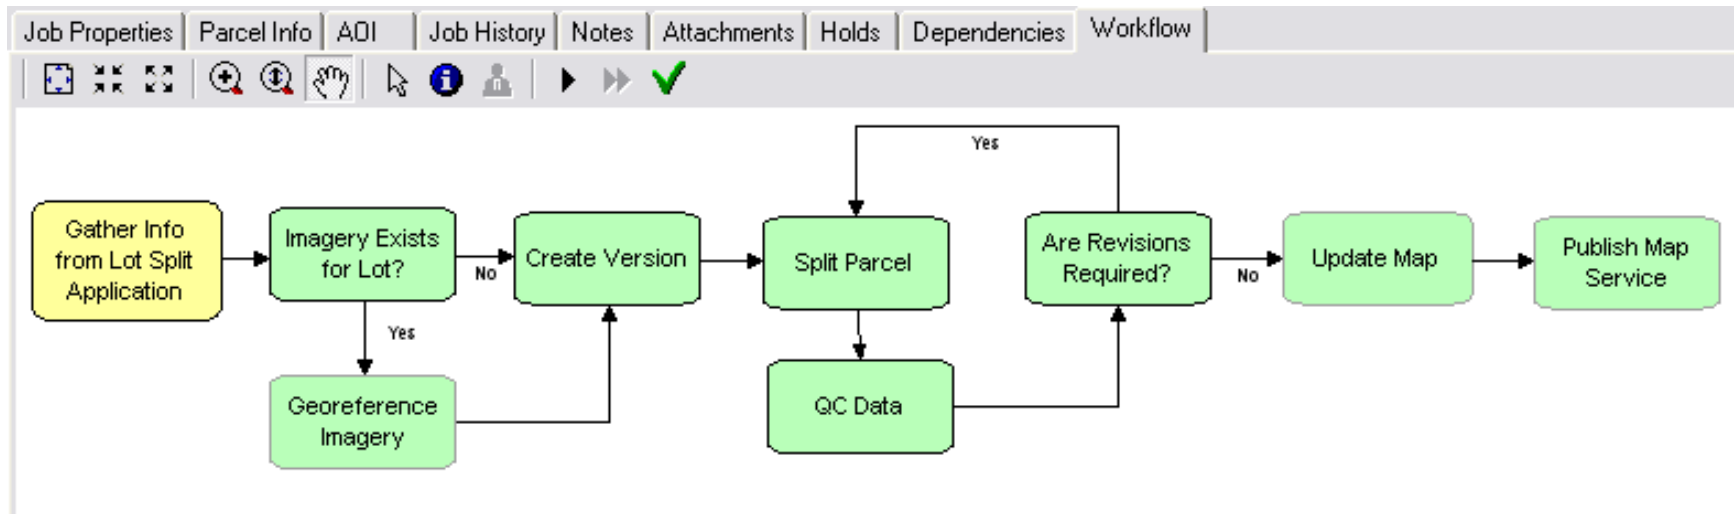 Job Properties
Parcel Info
AOI
Job History
Notes
Attachments
Holds
Dependencies
Workflow
Yes
Gather Info
from Lot Split
Application
Imagery Exists
for Lot?
No
Create Version
Split Parcel
Are Revisions
Required?
No
Update Map
Publish Map
Service
Yes
Georeference
Imagery
QC Data